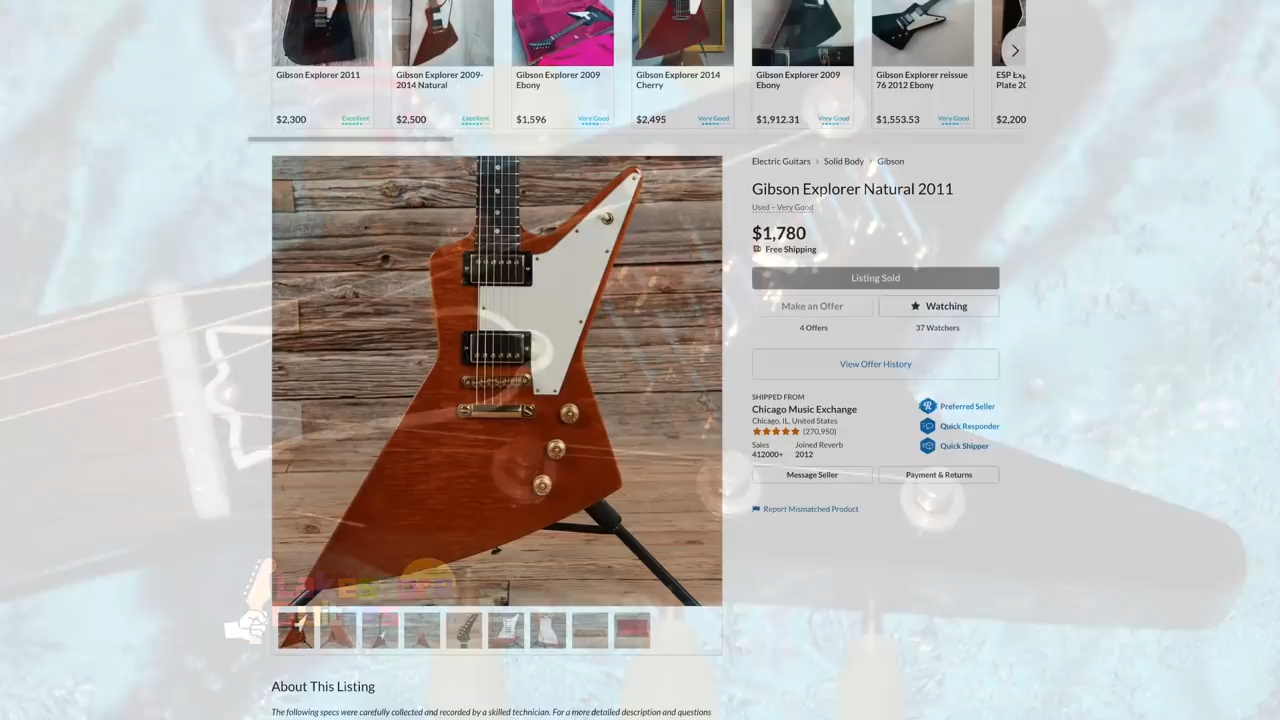 Gibson Explorer 2011
Gibson Explorer 2009-
2014 Natural
Gibson Explorer 2009
Ebony
Gibson Explorer 2014
Cherry
Gibson Explorer 2009
Ebony
Gibson Explorer reissue
76 2012 Ebony
ESP
Plate
$2,300 Excellent
$2,500 Excellent
$1,596 Very Good
$2,495 Very Good
$1,912.31 Very Good
$1,553.53 Very Good
$2,200
Electric Guitars > Solid Body > Gibson
Gibson Explorer Natural 2011
Used – Very Good
$1,780
Free Shipping
Listing Sold
Make an Offer
Watching
4 Offers
37 Watchers
View Offer History
SHIPPED FROM
Chicago Music Exchange
Chicago, IL, United States
(270,950)
Sales
412000+
Joined Reverb
2012
Preferred Seller
Quick Responder
Quick Shipper
Message Seller
Payment & Returns
Report Mismatched Product
About This Listing
The following specs were carefully collected and recorded by a skilled technician. For a more detailed description and questions